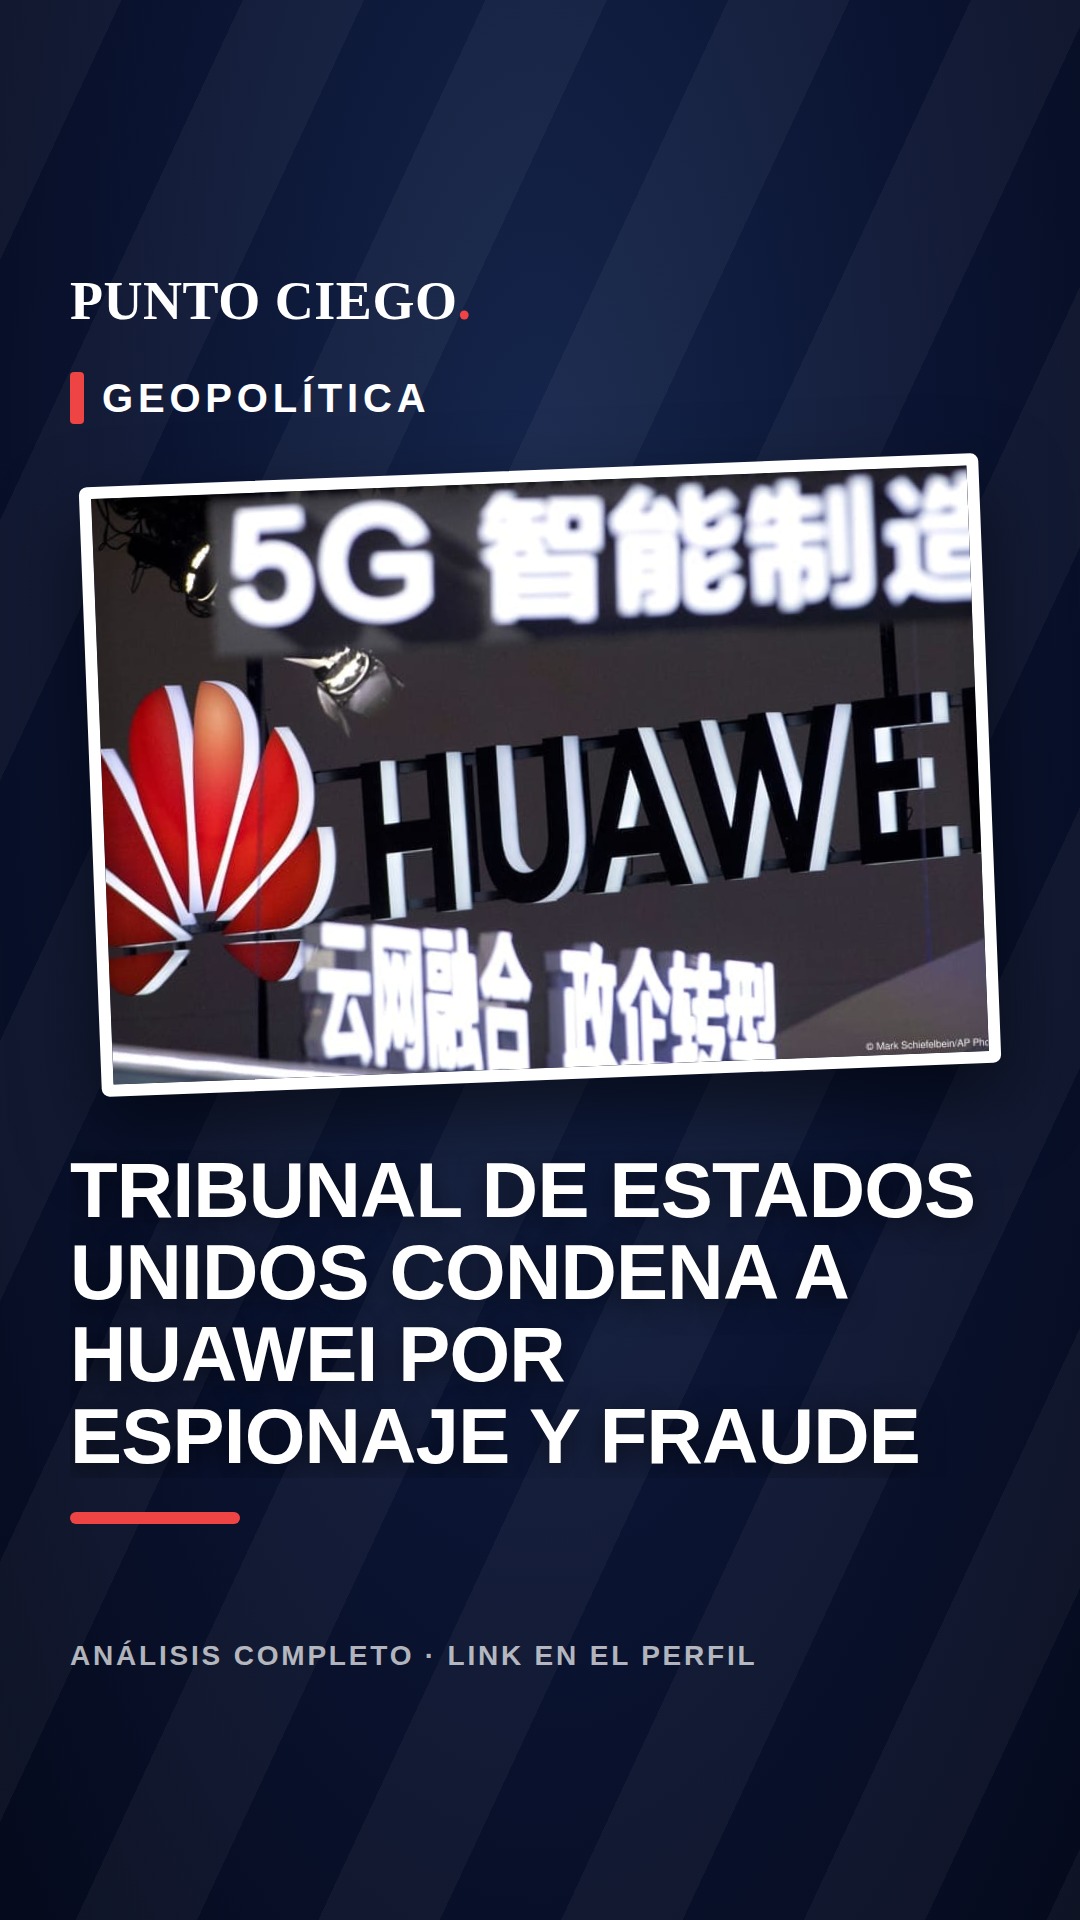 PUNTO CIEGO.
GEOPOLÍTICA
5G 智能制造
HUAWE
云网融合 政企转型
© Mark Schiefelbein/AP Pho
TRIBUNAL DE ESTADOS
UNIDOS CONDENA A
HUAWEI POR
ESPIONAJE Y FRAUDE
ANÁLISIS COMPLETO · LINK EN EL PERFIL